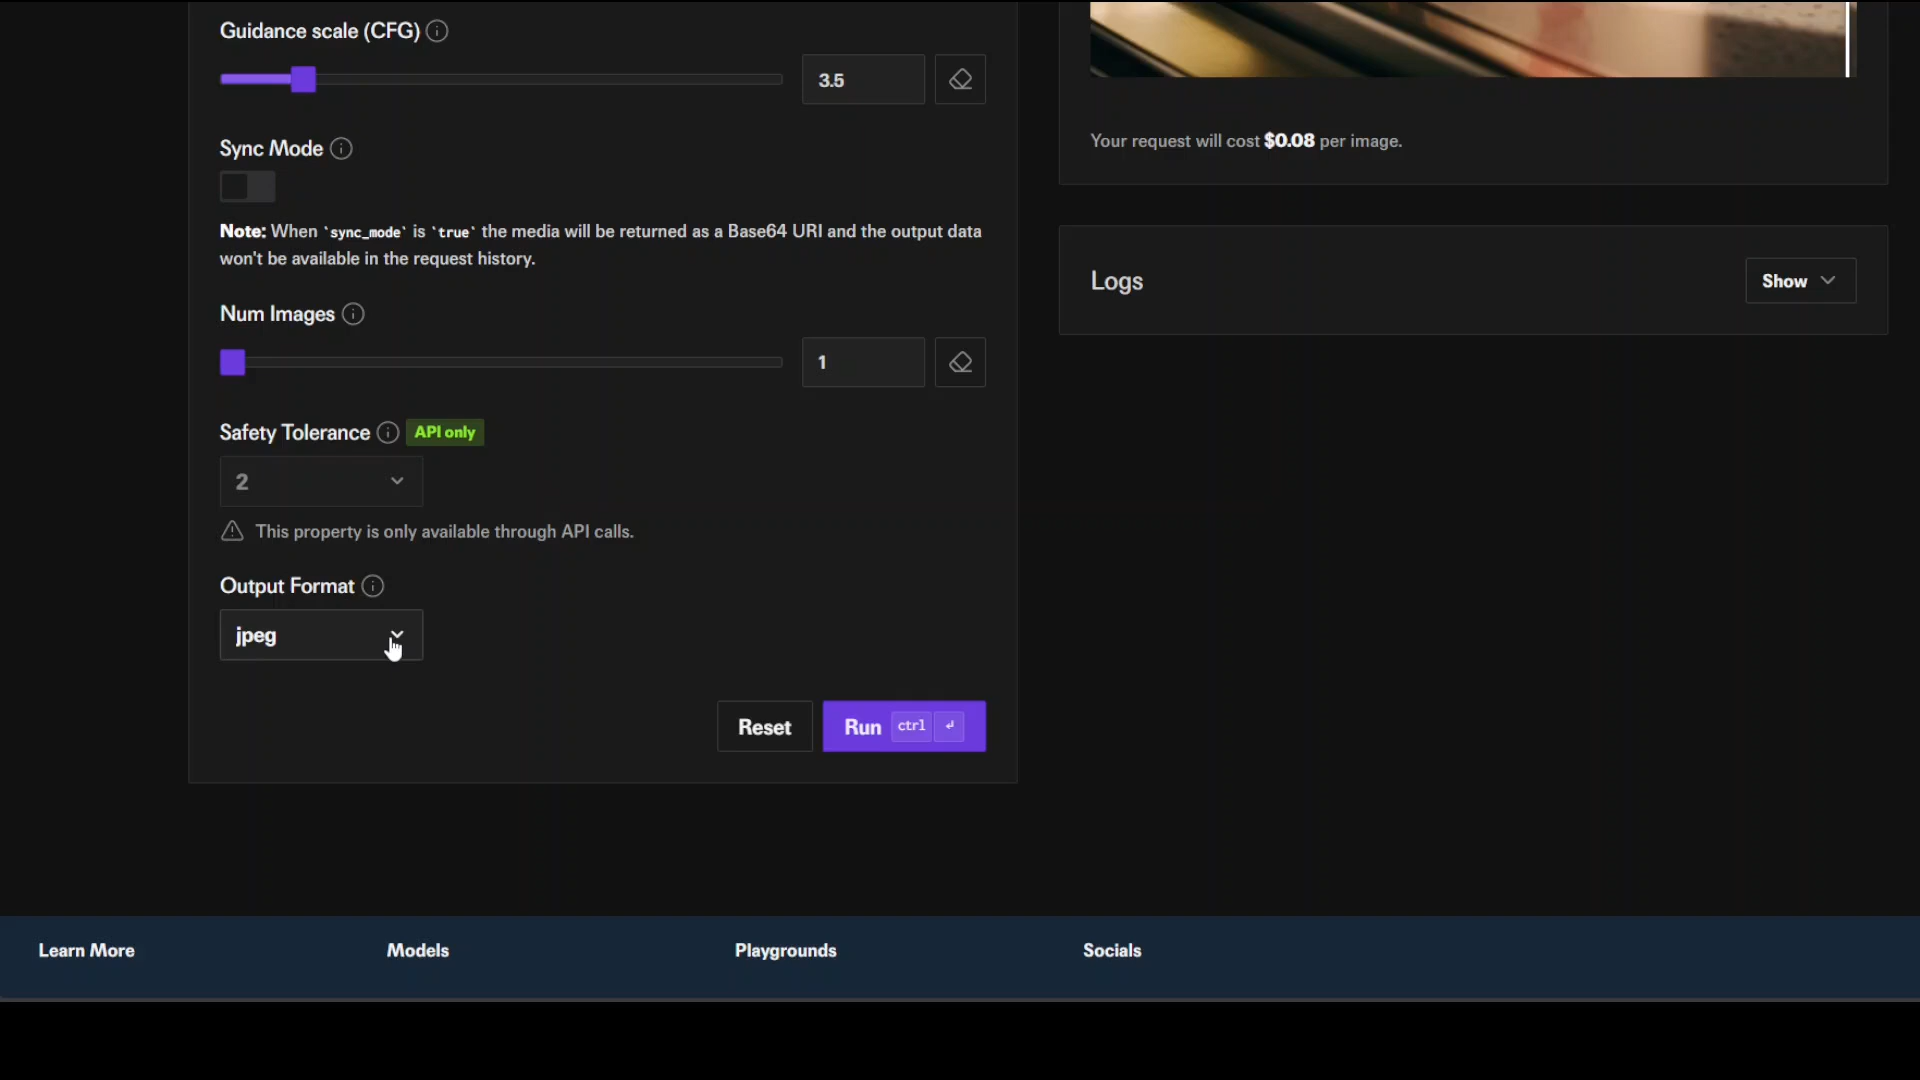 Guidance scale (CFG)
3.5
Sync Mode
Note: When `sync_mode` is `true` the media will be returned as a Base64 URI and the output data
won't be available in the request history.
Num Images
1
Safety Tolerance API only
2
This property is only available through API calls.
Output Format
jpeg
Reset Run ctrl ↵
Your request will cost $0.08 per image.
Logs Show
Learn More Models Playgrounds Socials